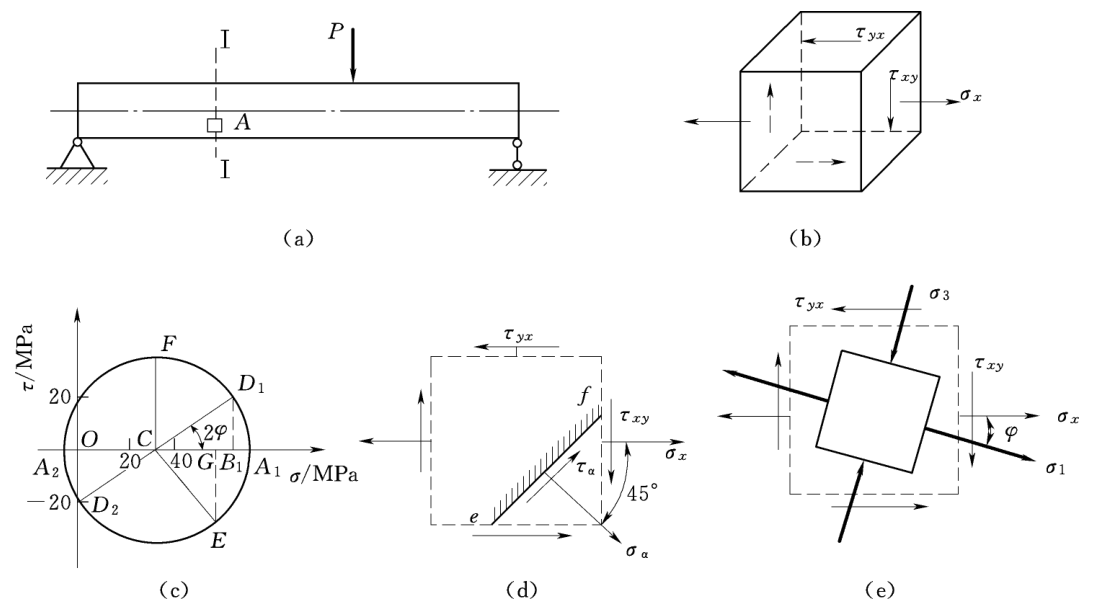 I
P
A
I
(a)
τyx
τxy
σx
(b)
τ/MPa
F
20
D1
O
C
2φ
A2
20
40
G
B1
A1
σ/MPa
−20
D2
E
(c)
τyx
f
τxy
σx
τα
45°
e
σα
(d)
τyx
σ3
τxy
σx
φ
σ1
(e)